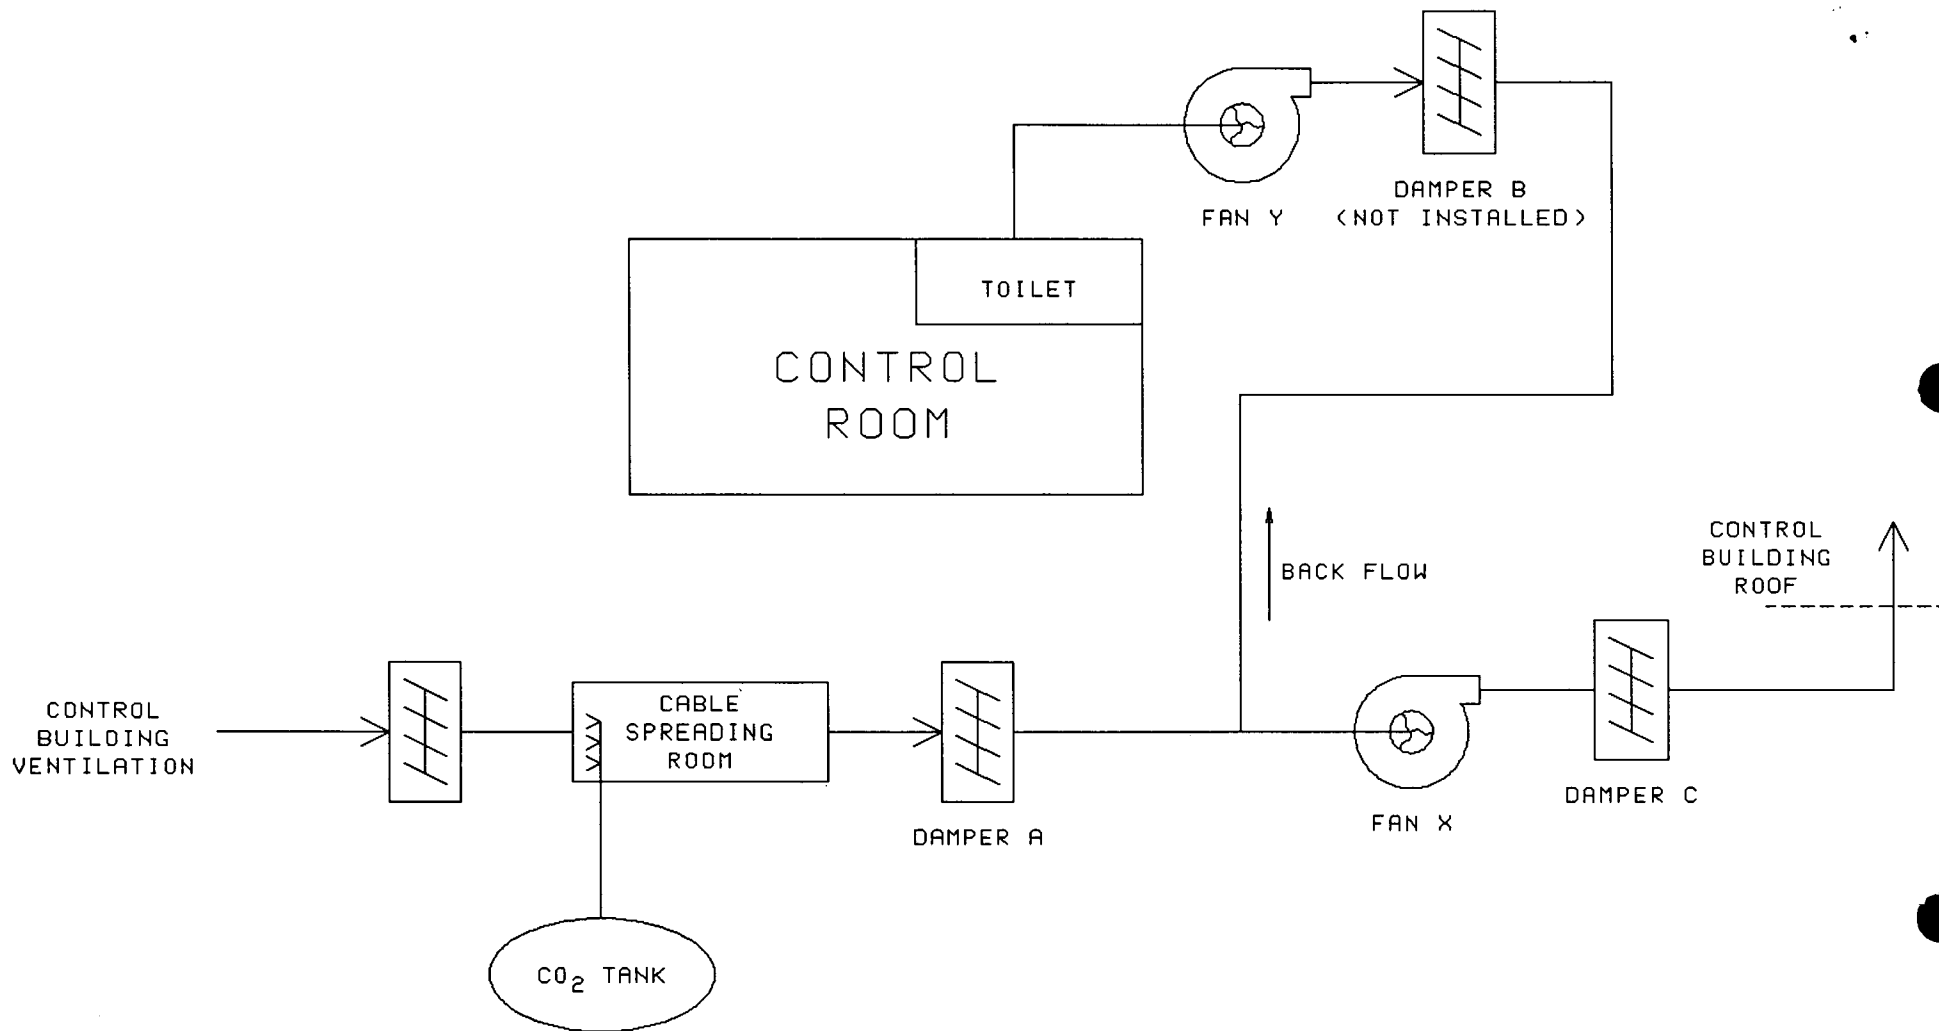 DAMPER B
FAN Y
(NOT INSTALLED)
TOILET
CONTROL
ROOM
CONTROL
BUILDING
ROOF
BACK FLOW
CONTROL
BUILDING
VENTILATION
CABLE
SPREADING
ROOM
DAMPER A
FAN X
DAMPER C
CO₂ TANK